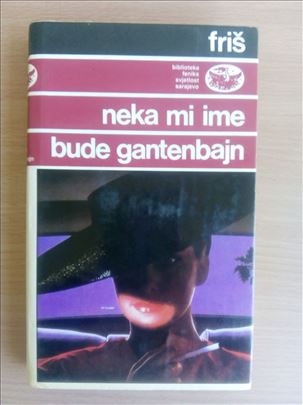 friš
biblioteka
feniks
svjetlost
sarajevo
neka mi ime
bude gantenbajn